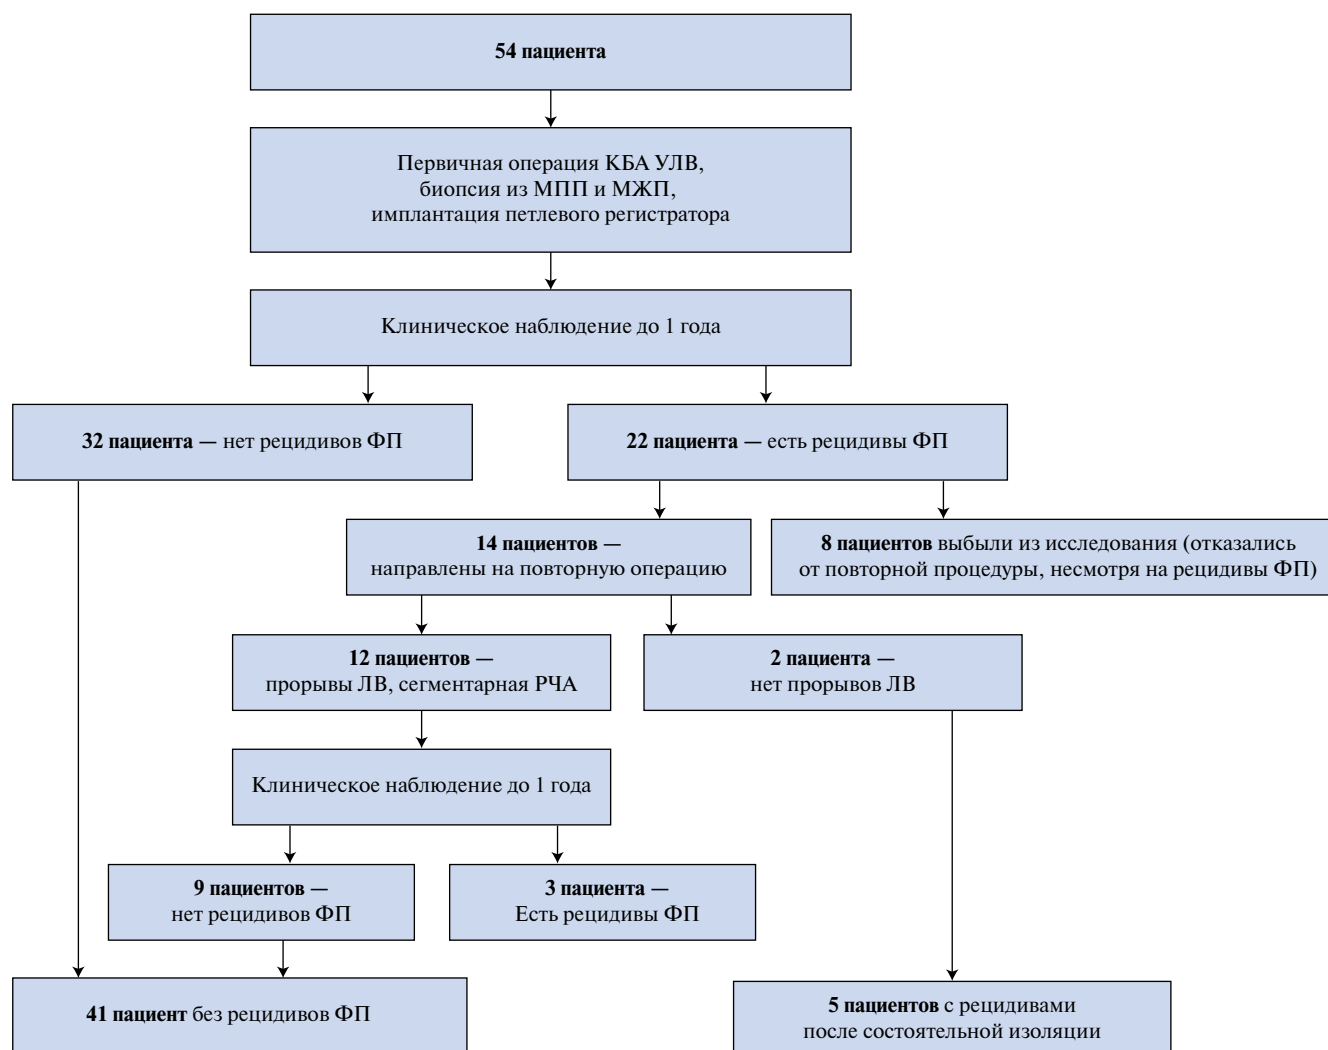 54 пациента
Первичная операция КБА УЛВ,
биопсия из МПП и МЖП,
имплантация петлевого регистратора
Клиническое наблюдение до 1 года
32 пациента — нет рецидивов ФП
22 пациента — есть рецидивы ФП
14 пациентов —
направлены на повторную операцию
8 пациентов выбыли из исследования (отказались
от повторной процедуры, несмотря на рецидивы ФП)
12 пациентов —
прорывы ЛВ, сегментарная РЧА
2 пациента —
нет прорывов ЛВ
Клиническое наблюдение до 1 года
9 пациентов —
нет рецидивов ФП
3 пациента —
Есть рецидивы ФП
41 пациент без рецидивов ФП
5 пациентов с рецидивами
после состоятельной изоляции